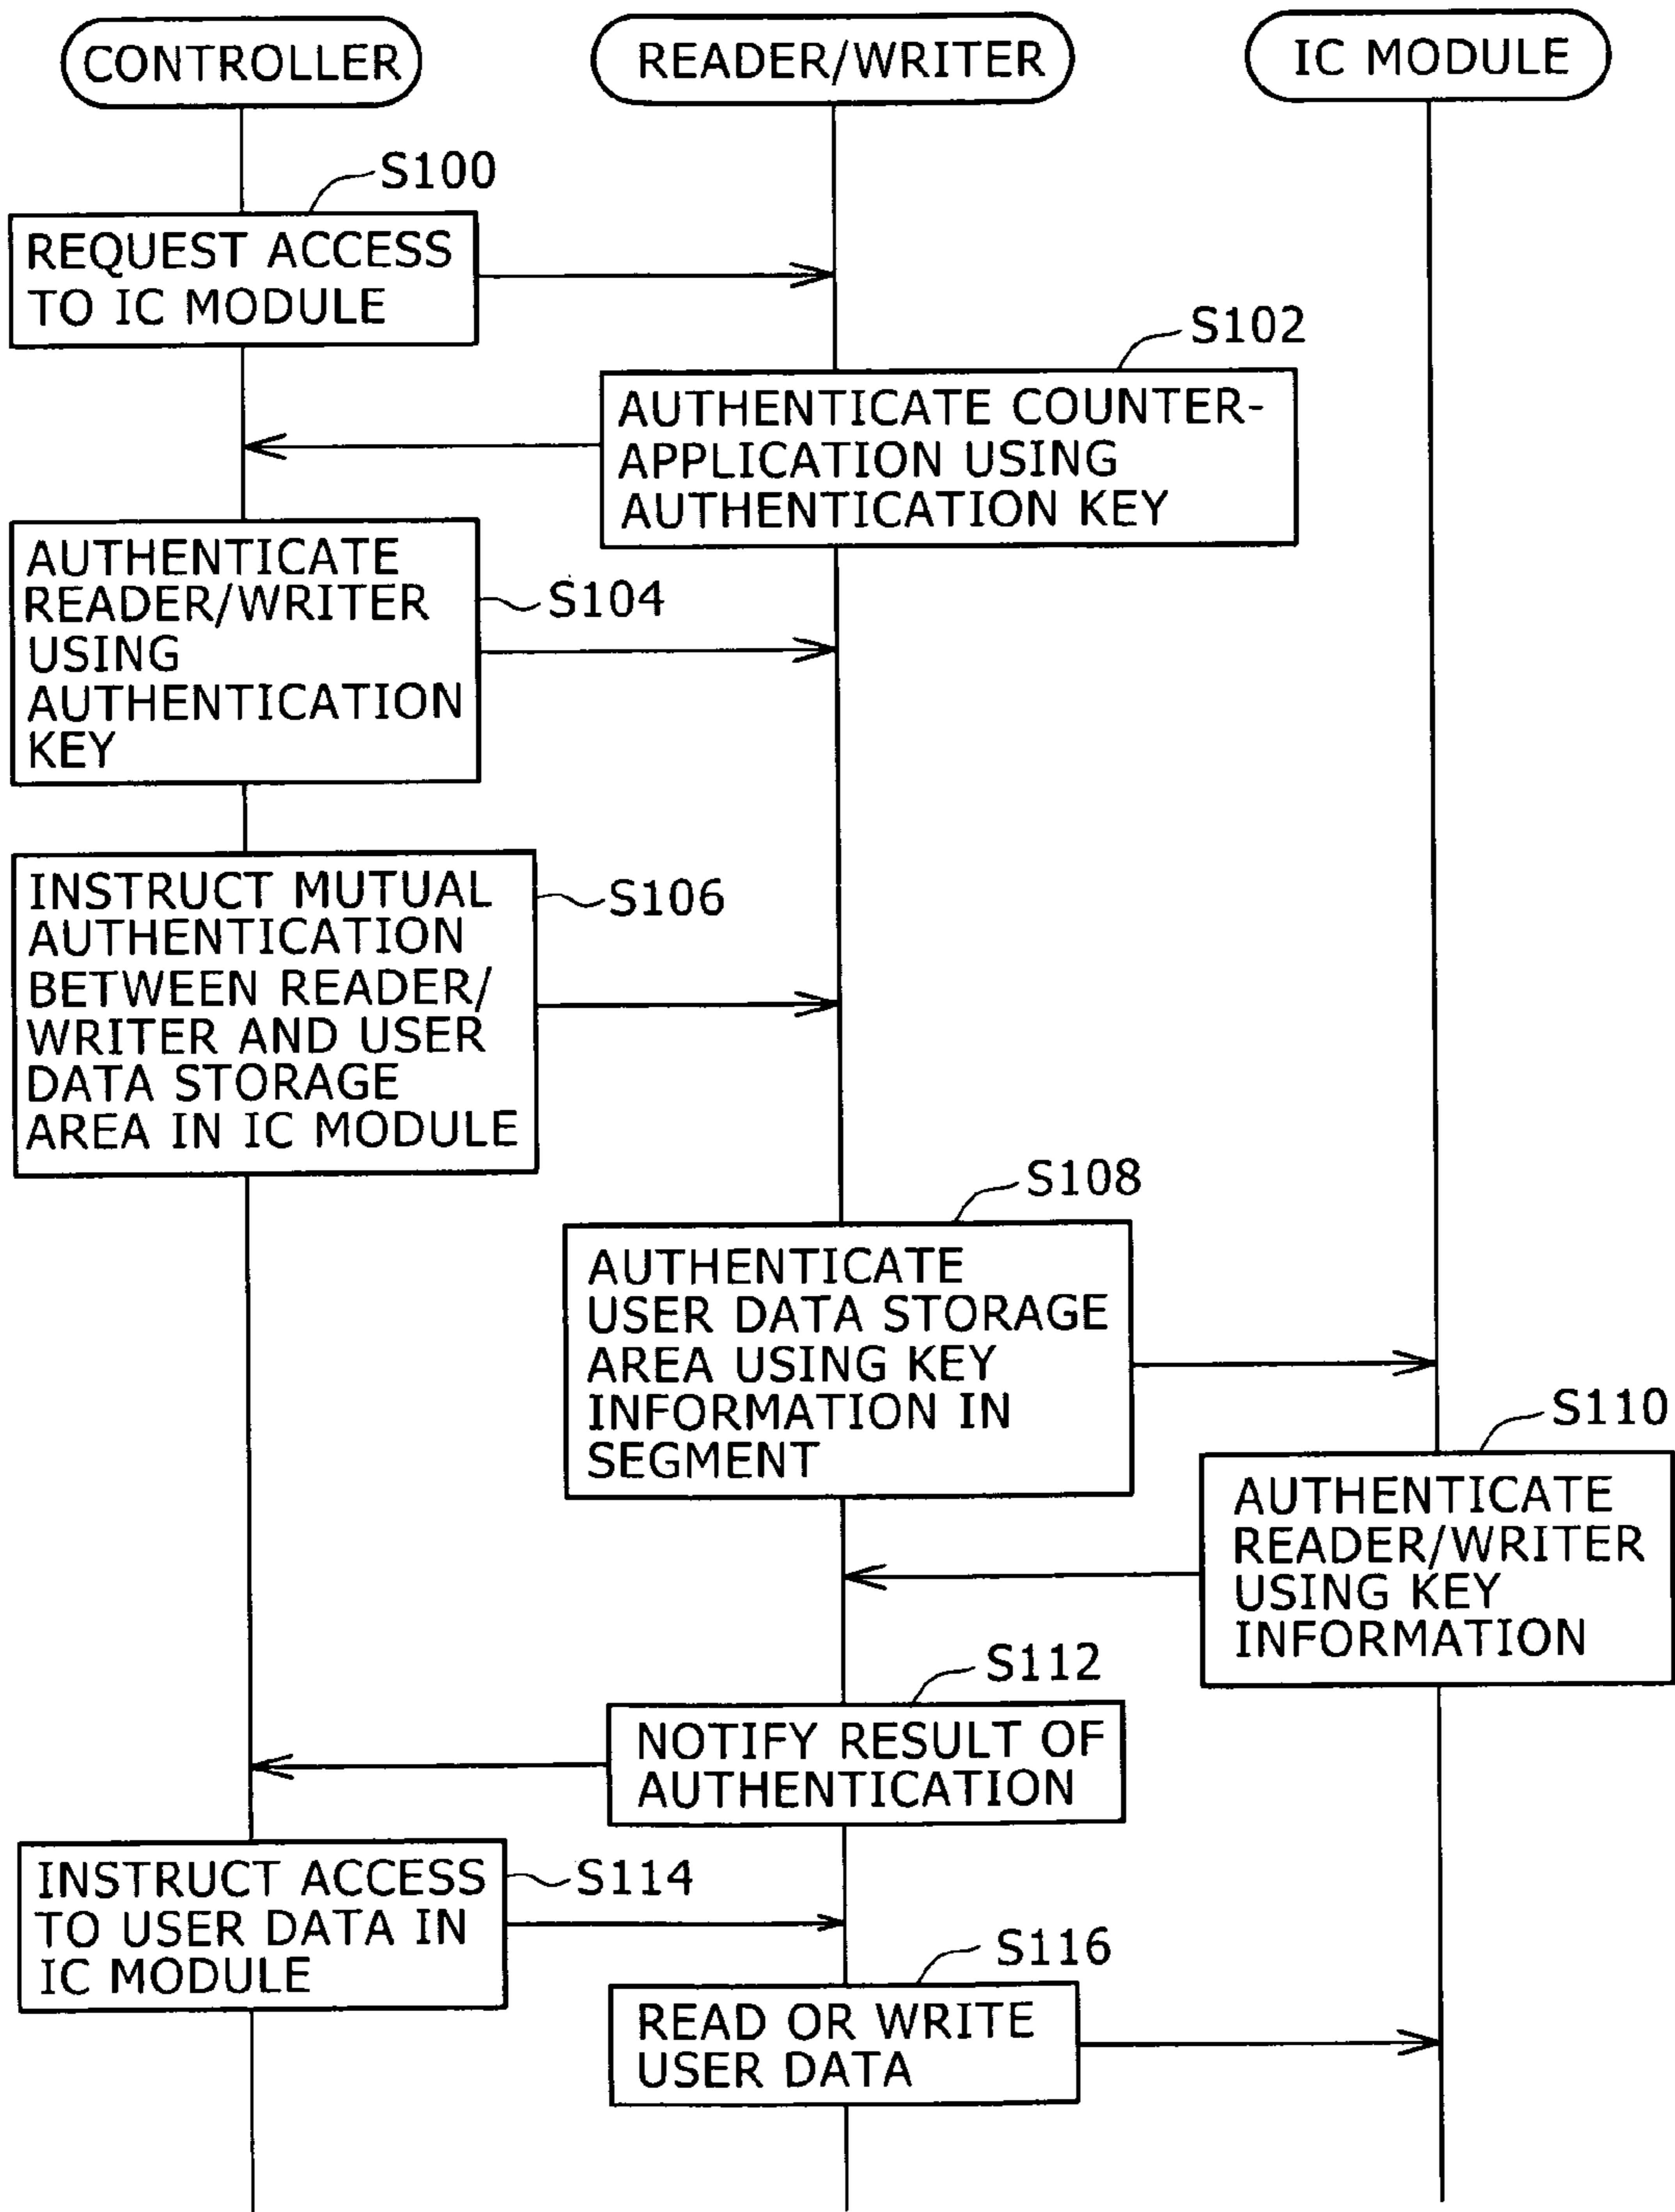 CONTROLLER
READER/WRITER
IC MODULE
S100
REQUEST ACCESS
TO IC MODULE
S102
AUTHENTICATE COUNTER-
APPLICATION USING
AUTHENTICATION KEY
AUTHENTICATE
READER/WRITER
USING
AUTHENTICATION
KEY
S104
INSTRUCT MUTUAL
AUTHENTICATION
BETWEEN READER/
WRITER AND USER
DATA STORAGE
AREA IN IC MODULE
S106
S108
AUTHENTICATE
USER DATA STORAGE
AREA USING KEY
INFORMATION IN
SEGMENT
S110
AUTHENTICATE
READER/WRITER
USING KEY
INFORMATION
S112
NOTIFY RESULT OF
AUTHENTICATION
INSTRUCT ACCESS
TO USER DATA IN
IC MODULE
S114
S116
READ OR WRITE
USER DATA